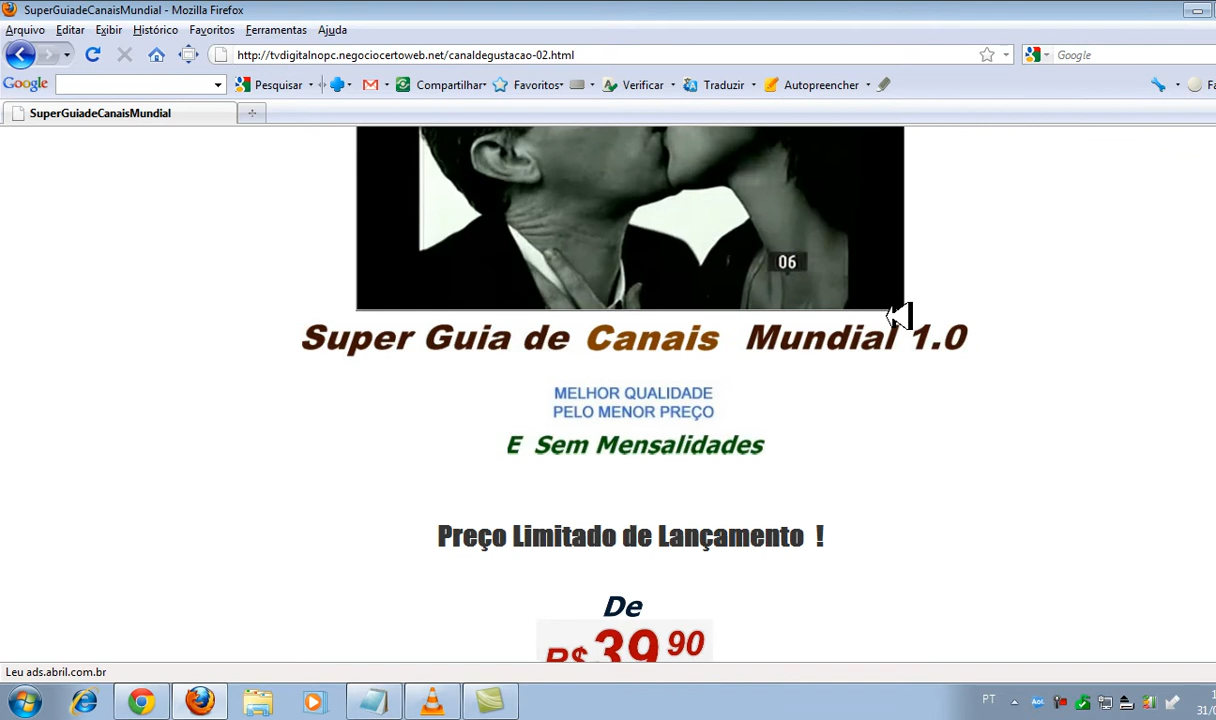 SuperGuiadeCanaisMundial - Mozilla Firefox
Arquivo Editar Exibir Histórico Favoritos Ferramentas Ajuda
http://tvdigitalnopc.negociocertoweb.net/canaldegustacao-02.html
Google
Google Pesquisar Compartilhar Favoritos Verificar Traduzir Autopreencher
SuperGuiadeCanaisMundial
06
Super Guia de Canais Mundial 1.0
MELHOR QUALIDADE
PELO MENOR PREÇO
E Sem Mensalidades
Preço Limitado de Lançamento !
De
R$39 90
Leu ads.abril.com.br
PT
AOL